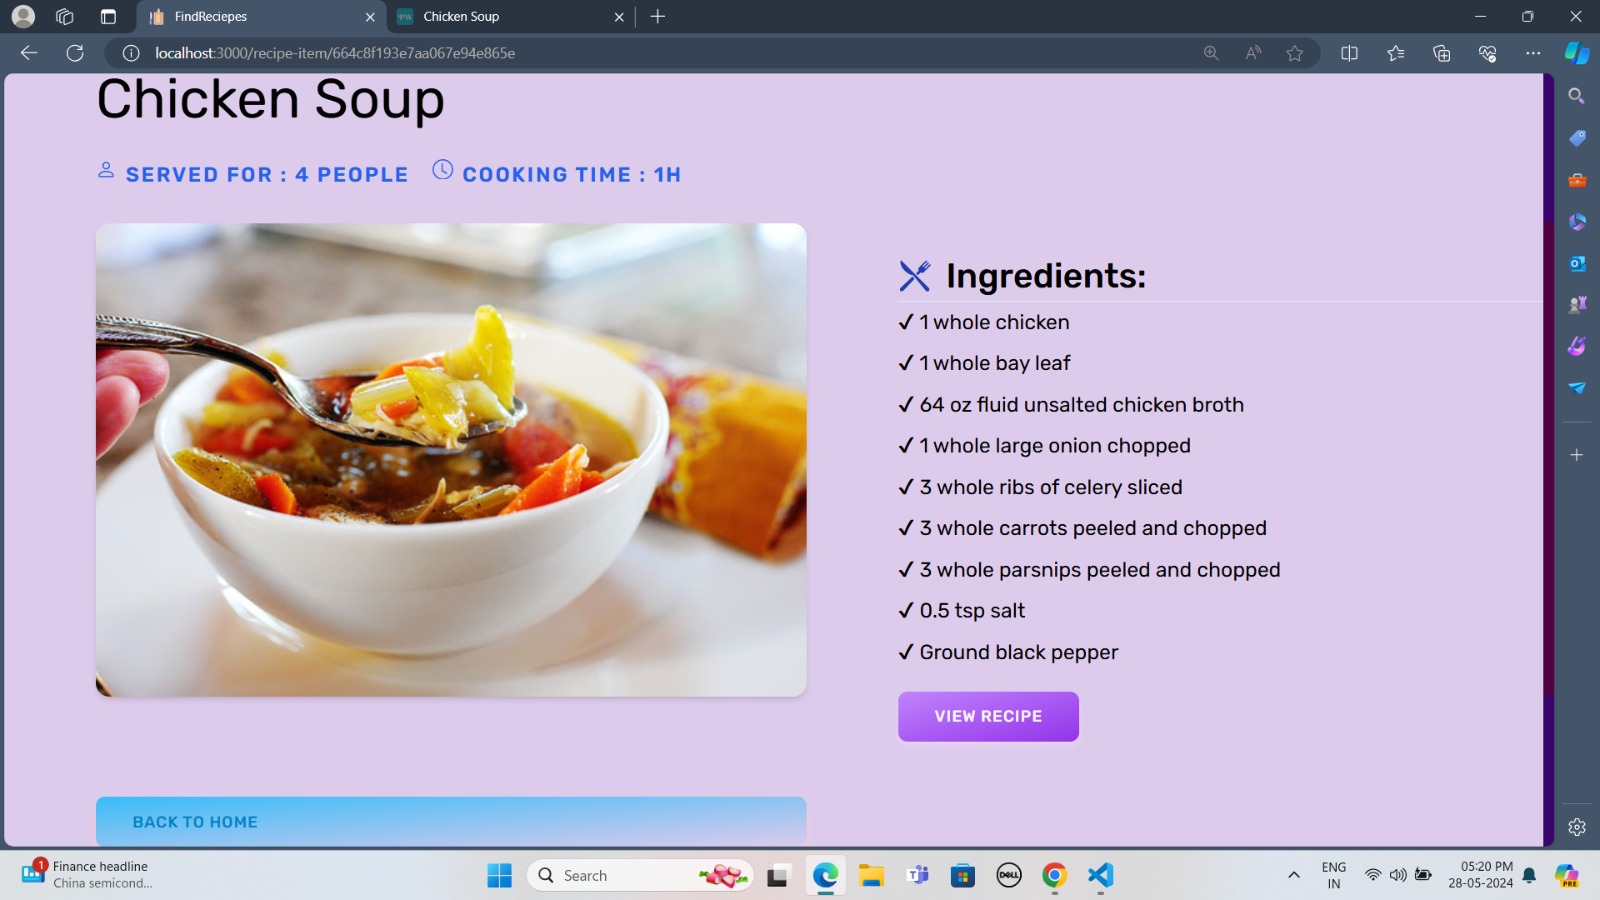 FindReciepes
Chicken Soup
localhost:3000/recipe-item/664c8f193e7aa067e94e865e
Chicken Soup
SERVED FOR : 4 PEOPLE COOKING TIME : 1H
Ingredients:
✓ 1 whole chicken
✓ 1 whole bay leaf
✓ 64 oz fluid unsalted chicken broth
✓ 1 whole large onion chopped
✓ 3 whole ribs of celery sliced
✓ 3 whole carrots peeled and chopped
✓ 3 whole parsnips peeled and chopped
✓ 0.5 tsp salt
✓ Ground black pepper
VIEW RECIPE
BACK TO HOME
1
Finance headline
China semicond...
Search
DELL
ENG
IN
05:20 PM
28-05-2024
PRE